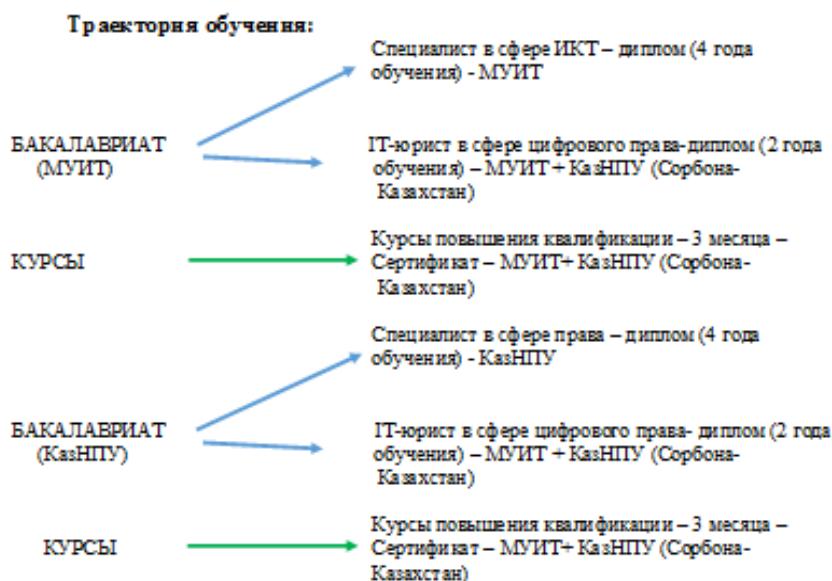 Траектория обучения:
Специалист в сфере ИКТ – диплом (4 года
обучения) - МУИТ
БАКАЛАВРИАТ
(МУИТ)
IT-юрист в сфере цифрового права-диплом (2 года
обучения) – МУИТ + КазНПУ (Сорбона-
Казахстан)
КУРСЫ
Курсы повышения квалификации – 3 месяца –
Сертификат – МУИТ+ КазНПУ (Сорбона-
Казахстан)
Специалист в сфере права – диплом (4 года
обучения) - КазНПУ
БАКАЛАВРИАТ
(КазНПУ)
IT-юрист в сфере цифрового права- диплом (2 года
обучения) – МУИТ + КазНПУ (Сорбона-
Казахстан)
КУРСЫ
Курсы повышения квалификации – 3 месяца –
Сертификат – МУИТ+ КазНПУ (Сорбона-
Казахстан)